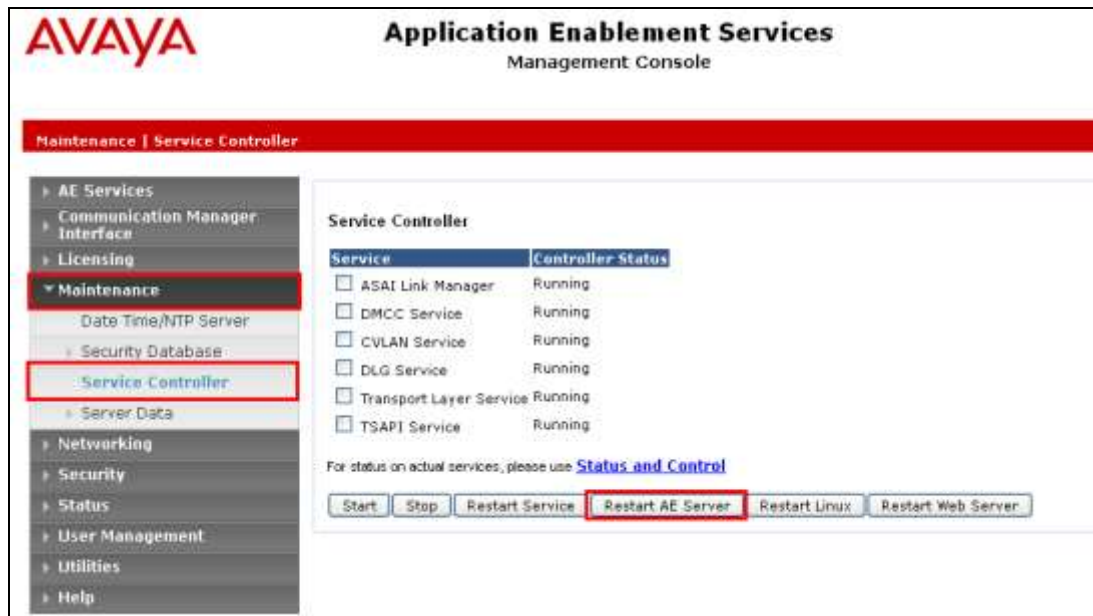 AVAYA
Application Enablement Services
Management Console
Maintenance | Service Controller
AE Services
Communication Manager
Interface
Licensing
Maintenance
Date Time/NTP Server
Security Database
Service Controller
Server Data
Networking
Security
Status
User Management
Utilities
Help
Service Controller
Service Controller Status
ASAI Link Manager Running
DMCC Service Running
CVLAN Service Running
DLG Service Running
Transport Layer Service Running
TSAPI Service Running
For status on actual services, please use Status and Control
Start Stop Restart Service Restart AE Server Restart Linux Restart Web Server